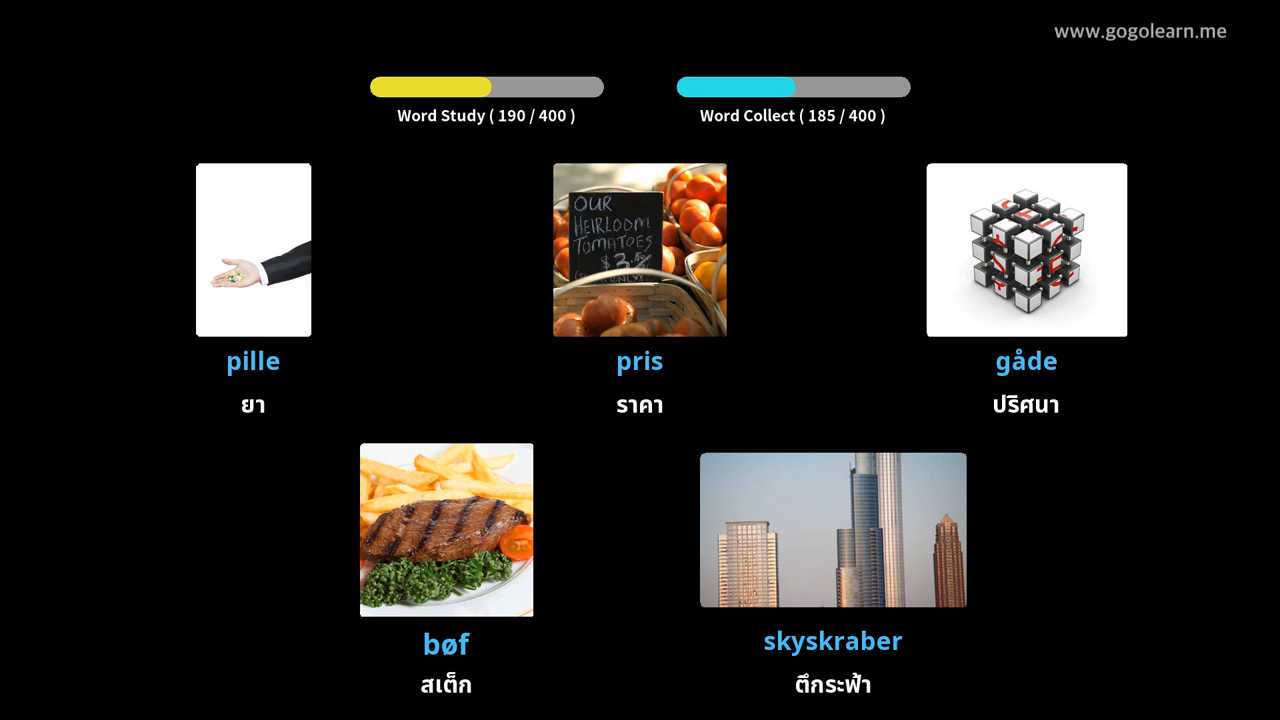 www.gogolearn.me
Word Study ( 190 / 400 )
Word Collect ( 185 / 400 )
OUR
HEIRLOOM
TOMATOES
pille
pris
gåde
ยา
ราคา
ปริศนา
bøf
skyskraber
สเต็ก
ตึกระฟ้า